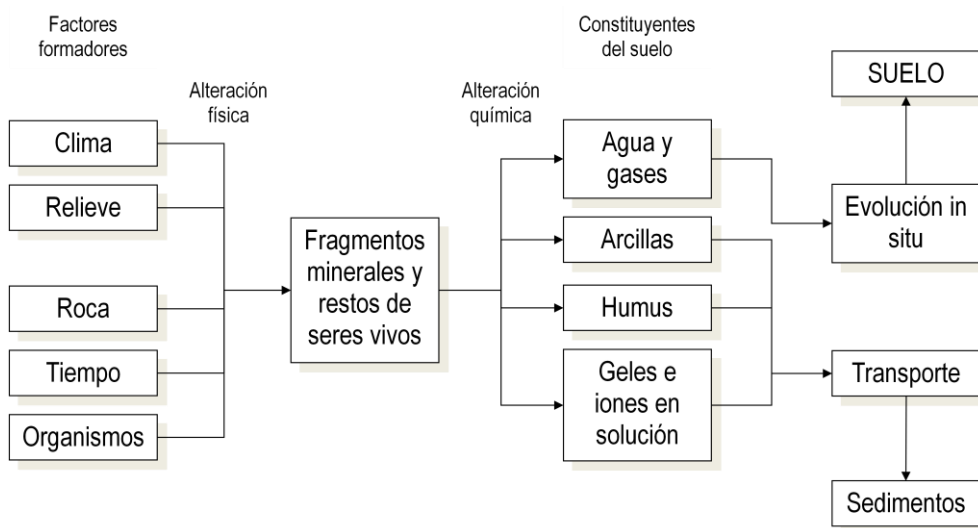 Factores
formadores
Constituyentes
del suelo
SUELO
Alteración
física
Alteración
química
Clima
Relieve
Roca
Tiempo
Organismos
Fragmentos
minerales y
restos de
seres vivos
Agua y
gases
Arcillas
Humus
Geles e
iones en
solución
Evolución in
situ
Transporte
Sedimentos